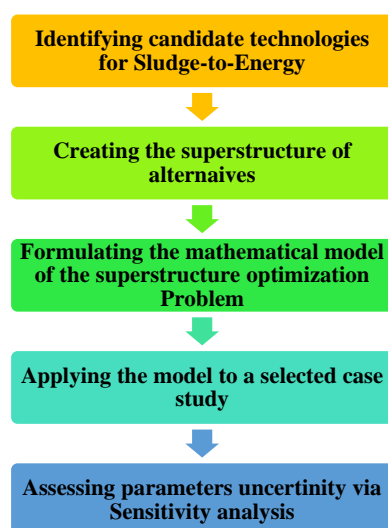 Identifying candidate technologies
for Sludge-to-Energy
Creating the superstructure of
alternaives
Formulating the mathematical model
of the superstructure optimization
Problem
Applying the model to a selected case
study
Assessing parameters uncertinity via
Sensitivity analysis